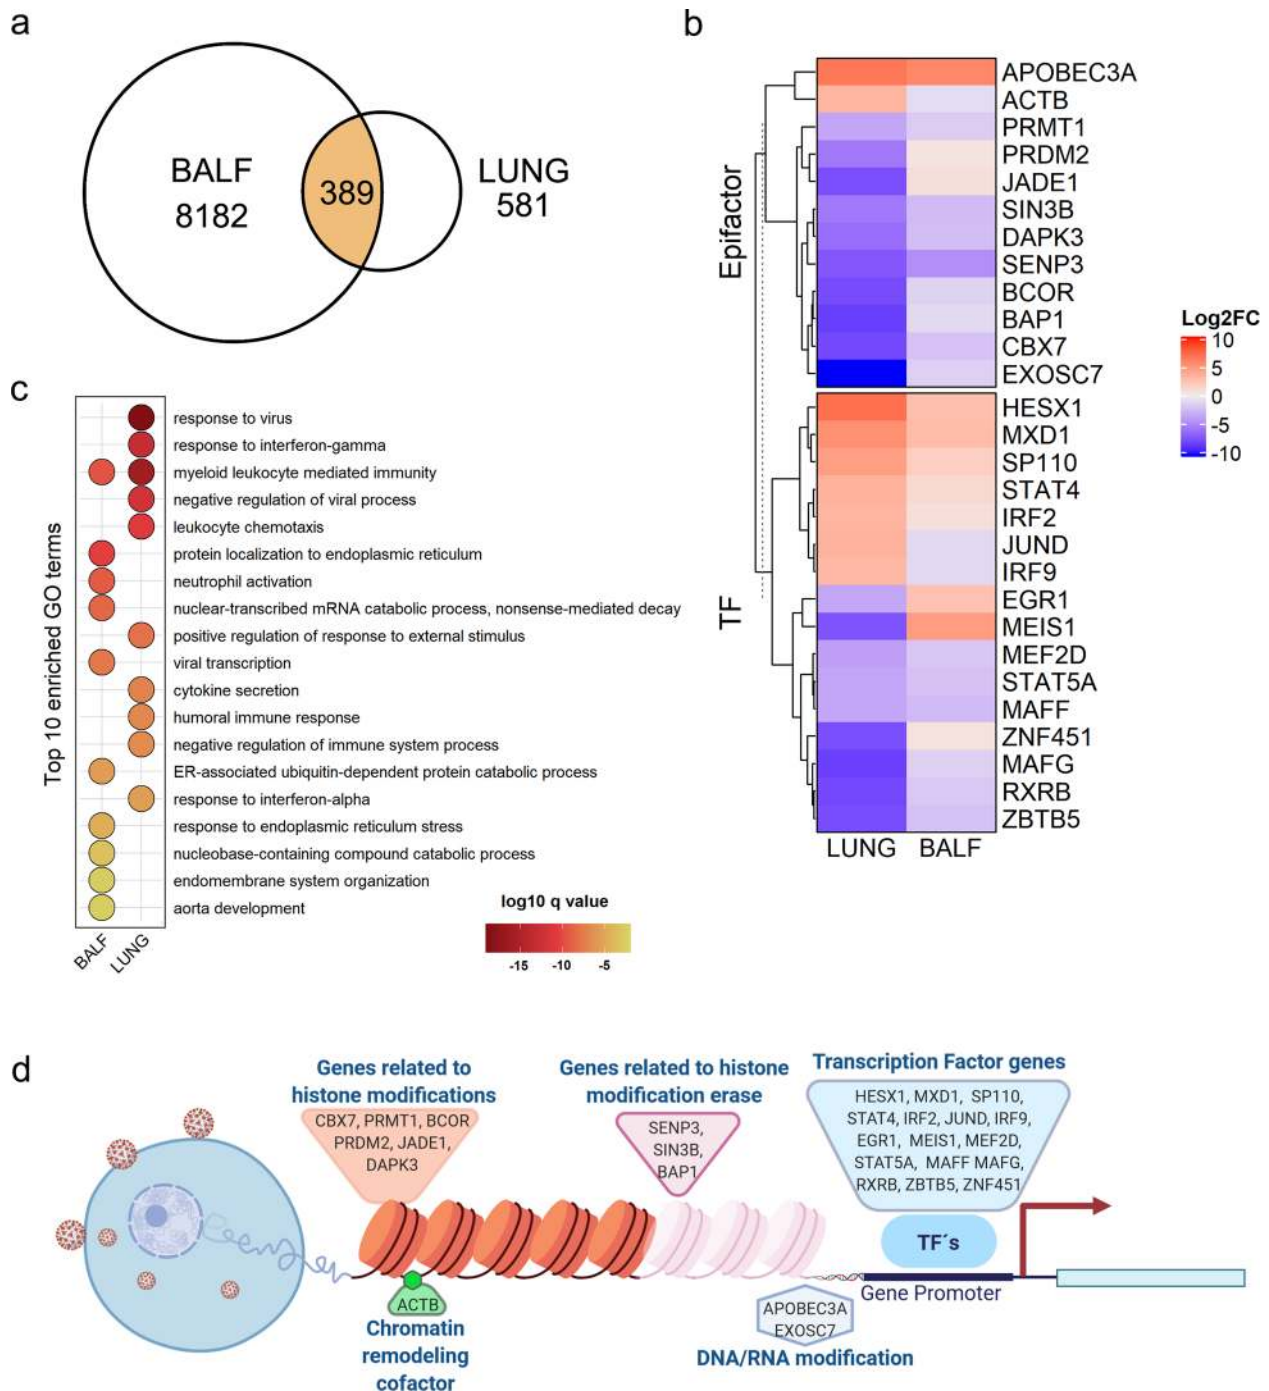 a
BALF
8182
389
LUNG
581
b
Epifactor
TF
APOBEC3A
ACTB
PRMT1
PRDM2
JADE1
SIN3B
DAPK3
SENP3
BCOR
BAP1
CBX7
EXOSC7
HESX1
MXD1
SP110
STAT4
IRF2
JUND
IRF9
EGR1
MEIS1
MEF2D
STAT5A
MAFF
ZNF451
MAFG
RXRB
ZBTB5
LUNG BALF
Log2FC
10
5
0
-5
-10
c
Top 10 enriched GO terms
response to virus
response to interferon-gamma
myeloid leukocyte mediated immunity
negative regulation of viral process
leukocyte chemotaxis
protein localization to endoplasmic reticulum
neutrophil activation
nuclear-transcribed mRNA catabolic process, nonsense-mediated decay
positive regulation of response to external stimulus
viral transcription
cytokine secretion
humoral immune response
negative regulation of immune system process
ER-associated ubiquitin-dependent protein catabolic process
response to interferon-alpha
response to endoplasmic reticulum stress
nucleobase-containing compound catabolic process
endomembrane system organization
aorta development
BALF
LUNG
log10 q value
-15 -10 -5
d
Genes related to
histone modifications
CBX7, PRMT1, BCOR
PRDM2, JADE1,
DAPK3
Genes related to histone
modification erase
SENP3,
SIN3B,
BAP1
Transcription Factor genes
HESX1, MXD1, SP110,
STAT4, IRF2, JUND, IRF9,
EGR1, MEIS1, MEF2D,
STAT5A, MAFF MAFG,
RXRB, ZBTB5, ZNF451
TF´s
Gene Promoter
ACTB
Chromatin
remodeling
cofactor
APOBEC3A
EXOSC7
DNA/RNA modification